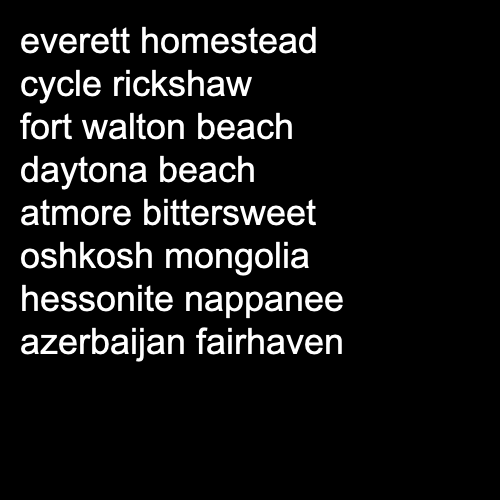 everett homestead
cycle rickshaw
fort walton beach
daytona beach
atmore bittersweet
oshkosh mongolia
hessonite nappanee
azerbaijan fairhaven